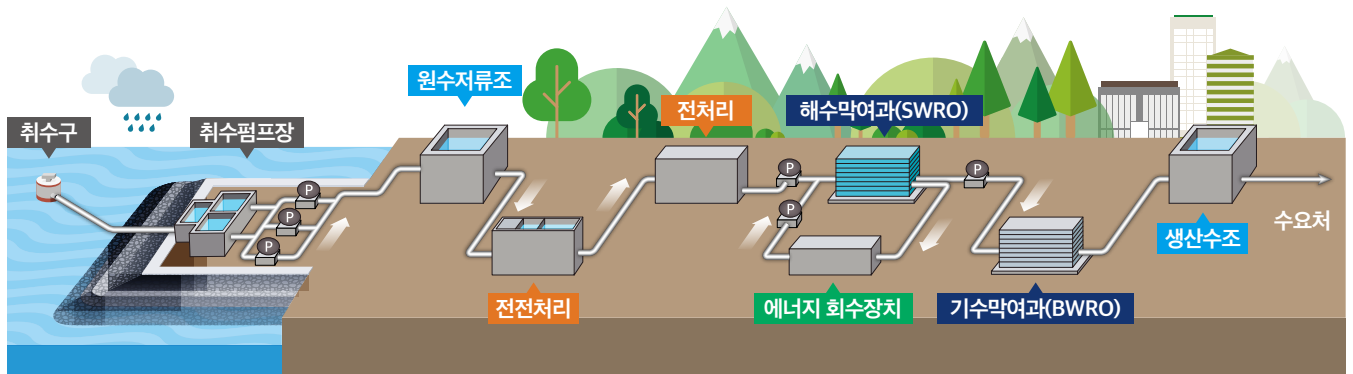 취수구
취수펌프장
원수저류조
전처리
해수막여과(SWRO)
P
P
P
P
P
P
수요처
생산수조
전전처리
에너지 회수장치
기수막여과(BWRO)